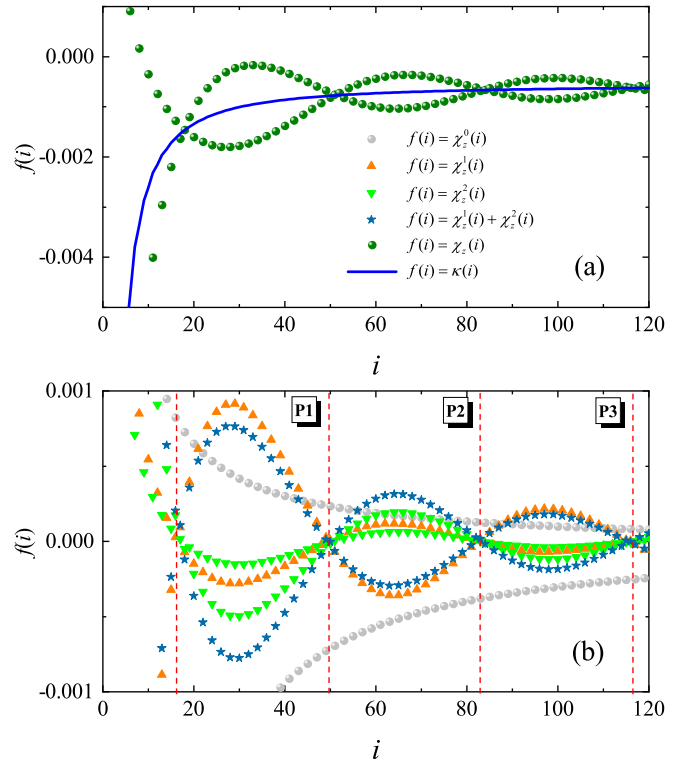 0.000
-0.002
-0.004
f(i)
f(i) = χ_z^0(i)
f(i) = χ_z^1(i)
f(i) = χ_z^2(i)
f(i) = χ_z^1(i) + χ_z^2(i)
f(i) = χ_z(i)
f(i) = κ(i)
(a)
0 20 40 60 80 100 120
i
0.001
0.000
-0.001
f(i)
P1 P2 P3
(b)
0 20 40 60 80 100 120
i